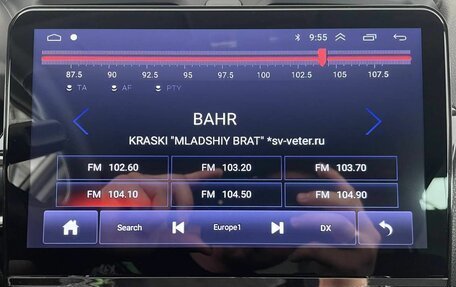 9:55
87.5 90 92.5 95 97.5 100 102.5 105 107.5
TA AF PTY
BAHR
KRASKI "MLADSHIY BRAT" *sv-veter.ru
FM 102.60 FM 103.20 FM 103.70
FM 104.10 FM 104.50 FM 104.90
Search Europe1 DX